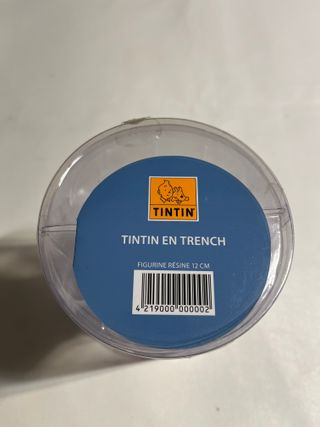 TINTIN
TINTIN EN TRENCH
FIGURINE RÉSINE 12 CM
4 219000 000002